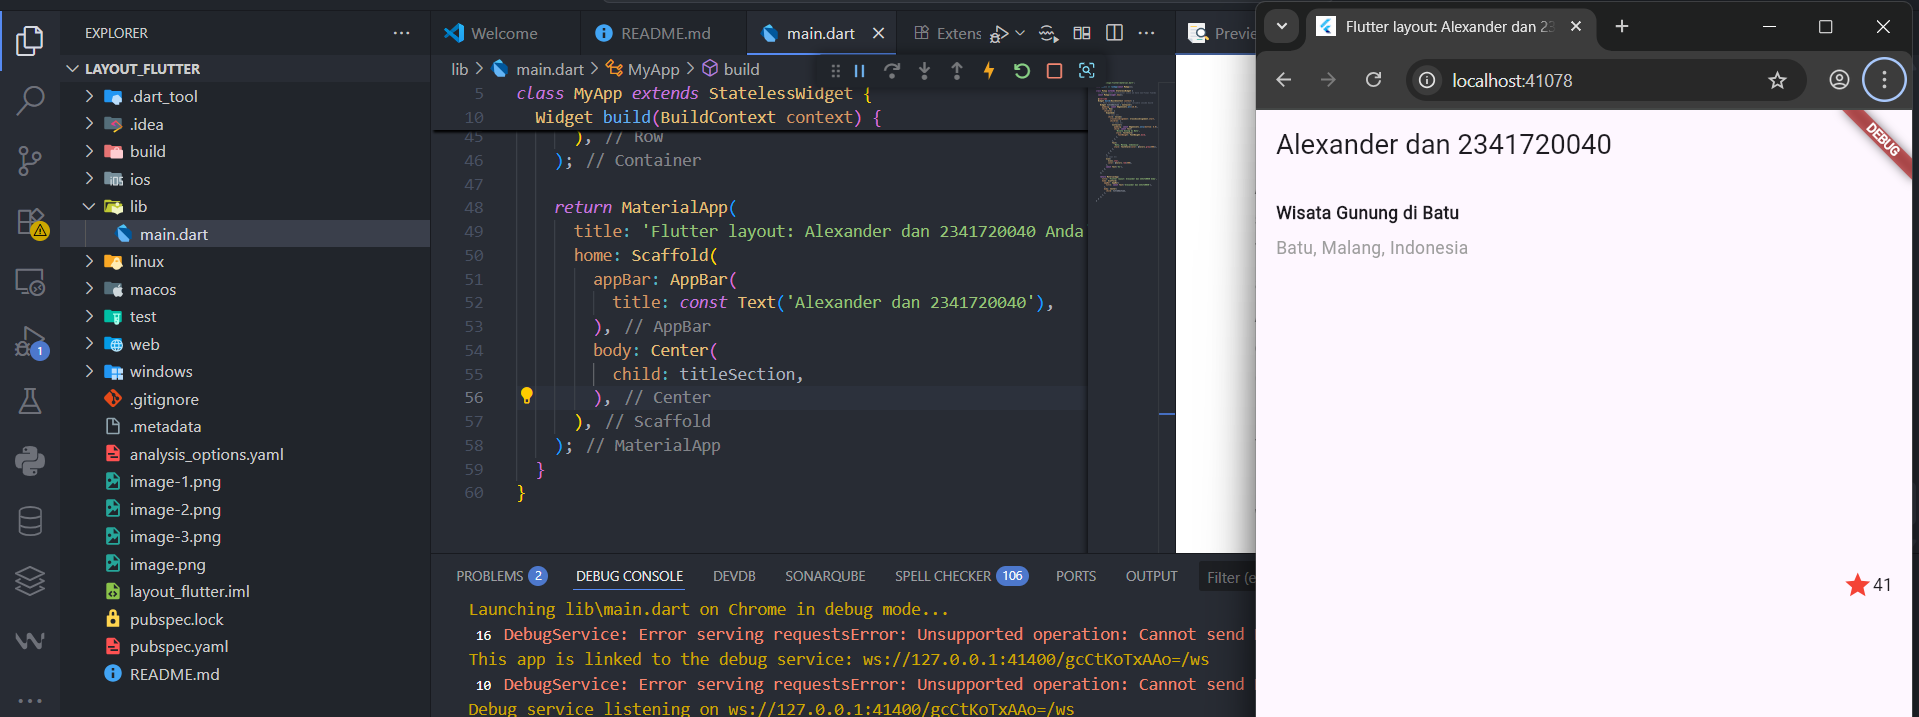 EXPLORER
LAYOUT_FLUTTER
.dart_tool
.idea
build
ios
lib
main.dart
linux
macos
test
web
windows
.gitignore
.metadata
analysis_options.yaml
image-1.png
image-2.png
image-3.png
image.png
layout_flutter.iml
pubspec.lock
pubspec.yaml
README.md
1
Welcome
README.md
main.dart
Extens
Previe
lib > main.dart > MyApp > build
5 class MyApp extends StatelessWidget {
10 Widget build(BuildContext context) {
45 ), // Row
46 ); // Container
47
48 return MaterialApp(
49 title: 'Flutter layout: Alexander dan 2341720040 Anda
50 home: Scaffold(
51 appBar: AppBar(
52 title: const Text('Alexander dan 2341720040'),
53 ), // AppBar
54 body: Center(
55 child: titleSection,
56 ), // Center
57 ), // Scaffold
58 ); // MaterialApp
59 }
60 }
PROBLEMS 2 DEBUG CONSOLE DEVDB SONARQUBE SPELL CHECKER 106 PORTS OUTPUT Filter (e
Launching lib\main.dart on Chrome in debug mode...
16 DebugService: Error serving requestsError: Unsupported operation: Cannot send
This app is linked to the debug service: ws://127.0.0.1:41400/gcCtKoTxAAo=/ws
10 DebugService: Error serving requestsError: Unsupported operation: Cannot send
Debug service listening on ws://127.0.0.1:41400/gcCtKoTxAAo=/ws
Flutter layout: Alexander dan 23
localhost:41078
DEBUG
Alexander dan 2341720040
Wisata Gunung di Batu
Batu, Malang, Indonesia
41